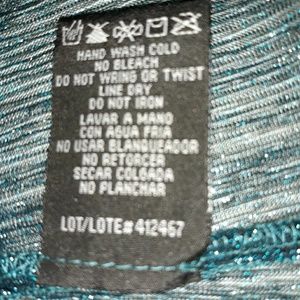 HAND WASH COLD
NO BLEACH
DO NOT WRING OR TWIST
LINE DRY
DO NOT IRON
LAVAR A MANO
CON AGUA FRIA
NO USAR BLANQUEADOR
NO RETORCER
SECAR COLGADA
NO PLANCHAR
LOT/LOTE# 412467